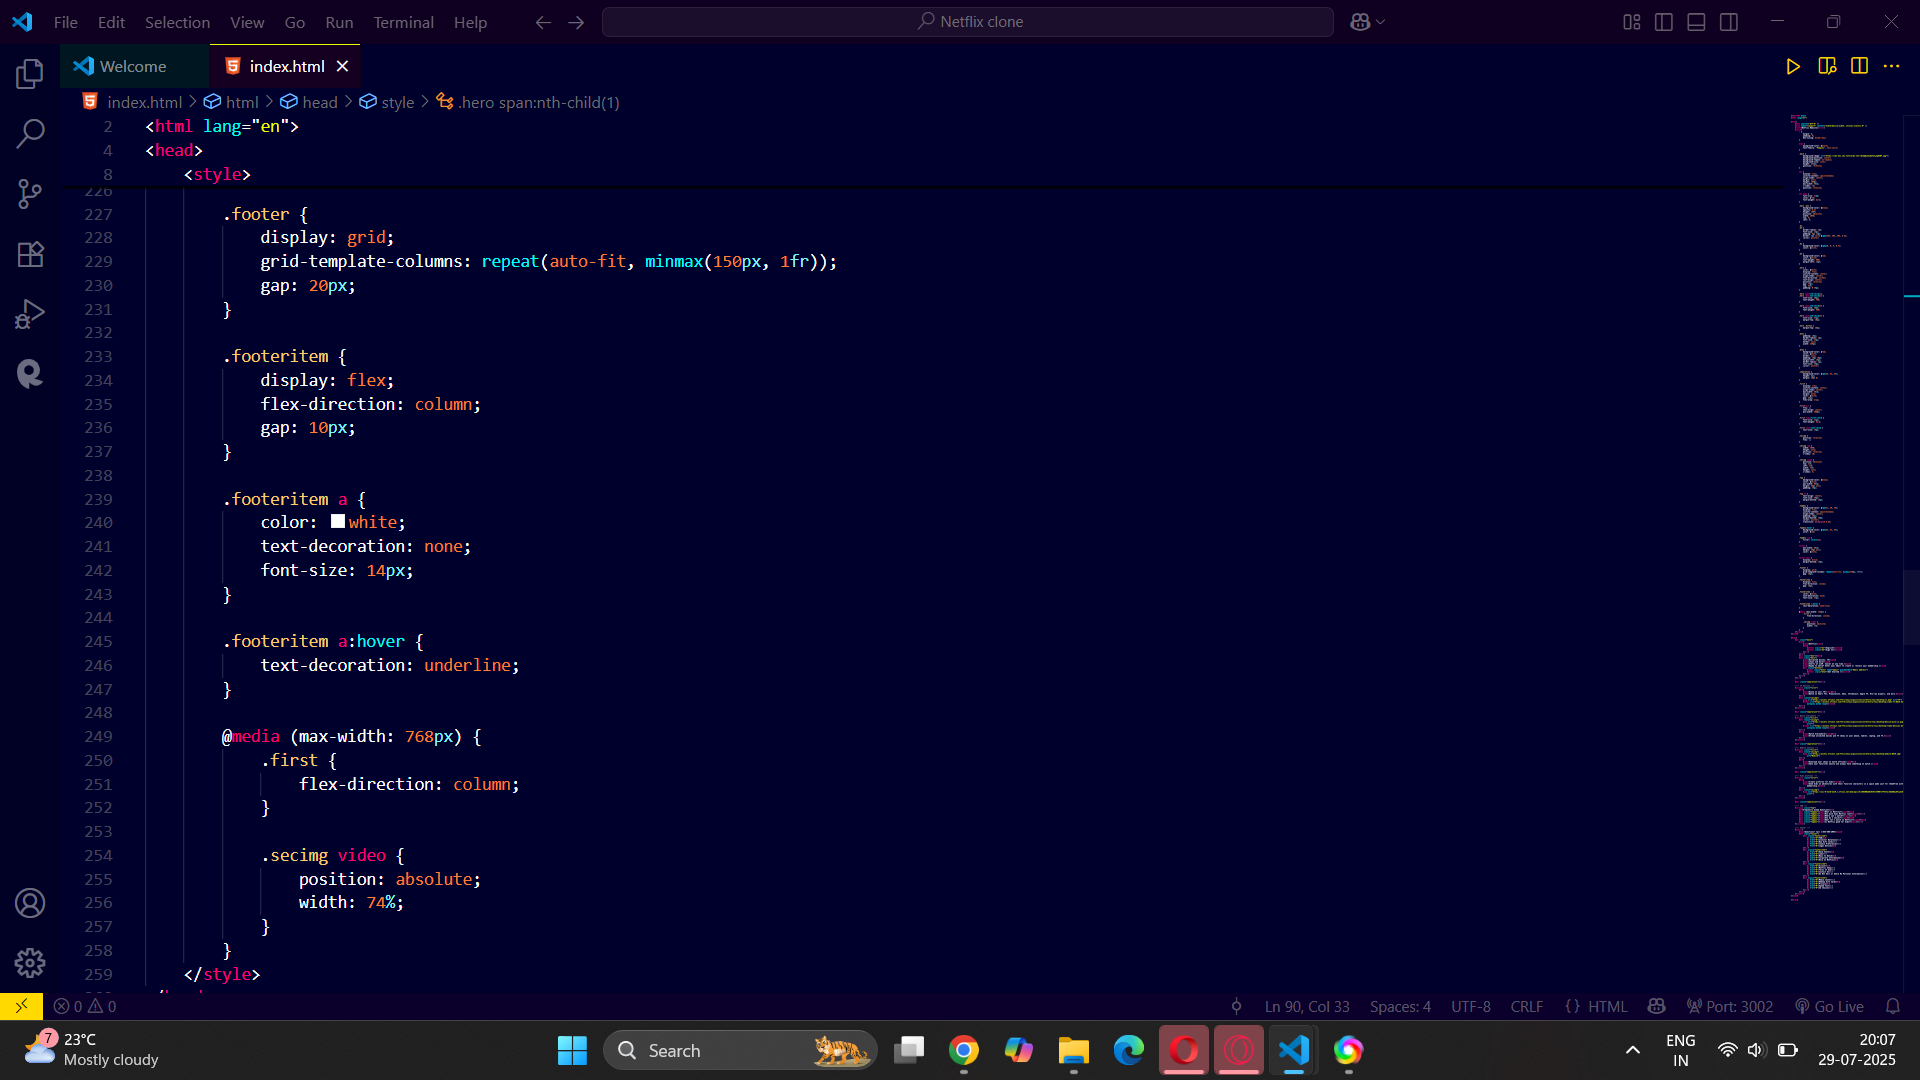 File Edit Selection View Go Run Terminal Help
Netflix clone
Welcome
index.html
index.html > html > head > style > .hero span:nth-child(1)
2 <html lang="en">
4 <head>
8 <style>
226
227 .footer {
228 display: grid;
229 grid-template-columns: repeat(auto-fit, minmax(150px, 1fr));
230 gap: 20px;
231 }
232
233 .footeritem {
234 display: flex;
235 flex-direction: column;
236 gap: 10px;
237 }
238
239 .footeritem a {
240 color: white;
241 text-decoration: none;
242 font-size: 14px;
243 }
244
245 .footeritem a:hover {
246 text-decoration: underline;
247 }
248
249 @media (max-width: 768px) {
250 .first {
251 flex-direction: column;
252 }
253
254 .secimg video {
255 position: absolute;
256 width: 74%;
257 }
258 }
259 </style>
0 0
Ln 90, Col 33 Spaces: 4 UTF-8 CRLF {} HTML Port: 3002 Go Live
7
23°C
Mostly cloudy
Search
ENG
IN
20:07
29-07-2025